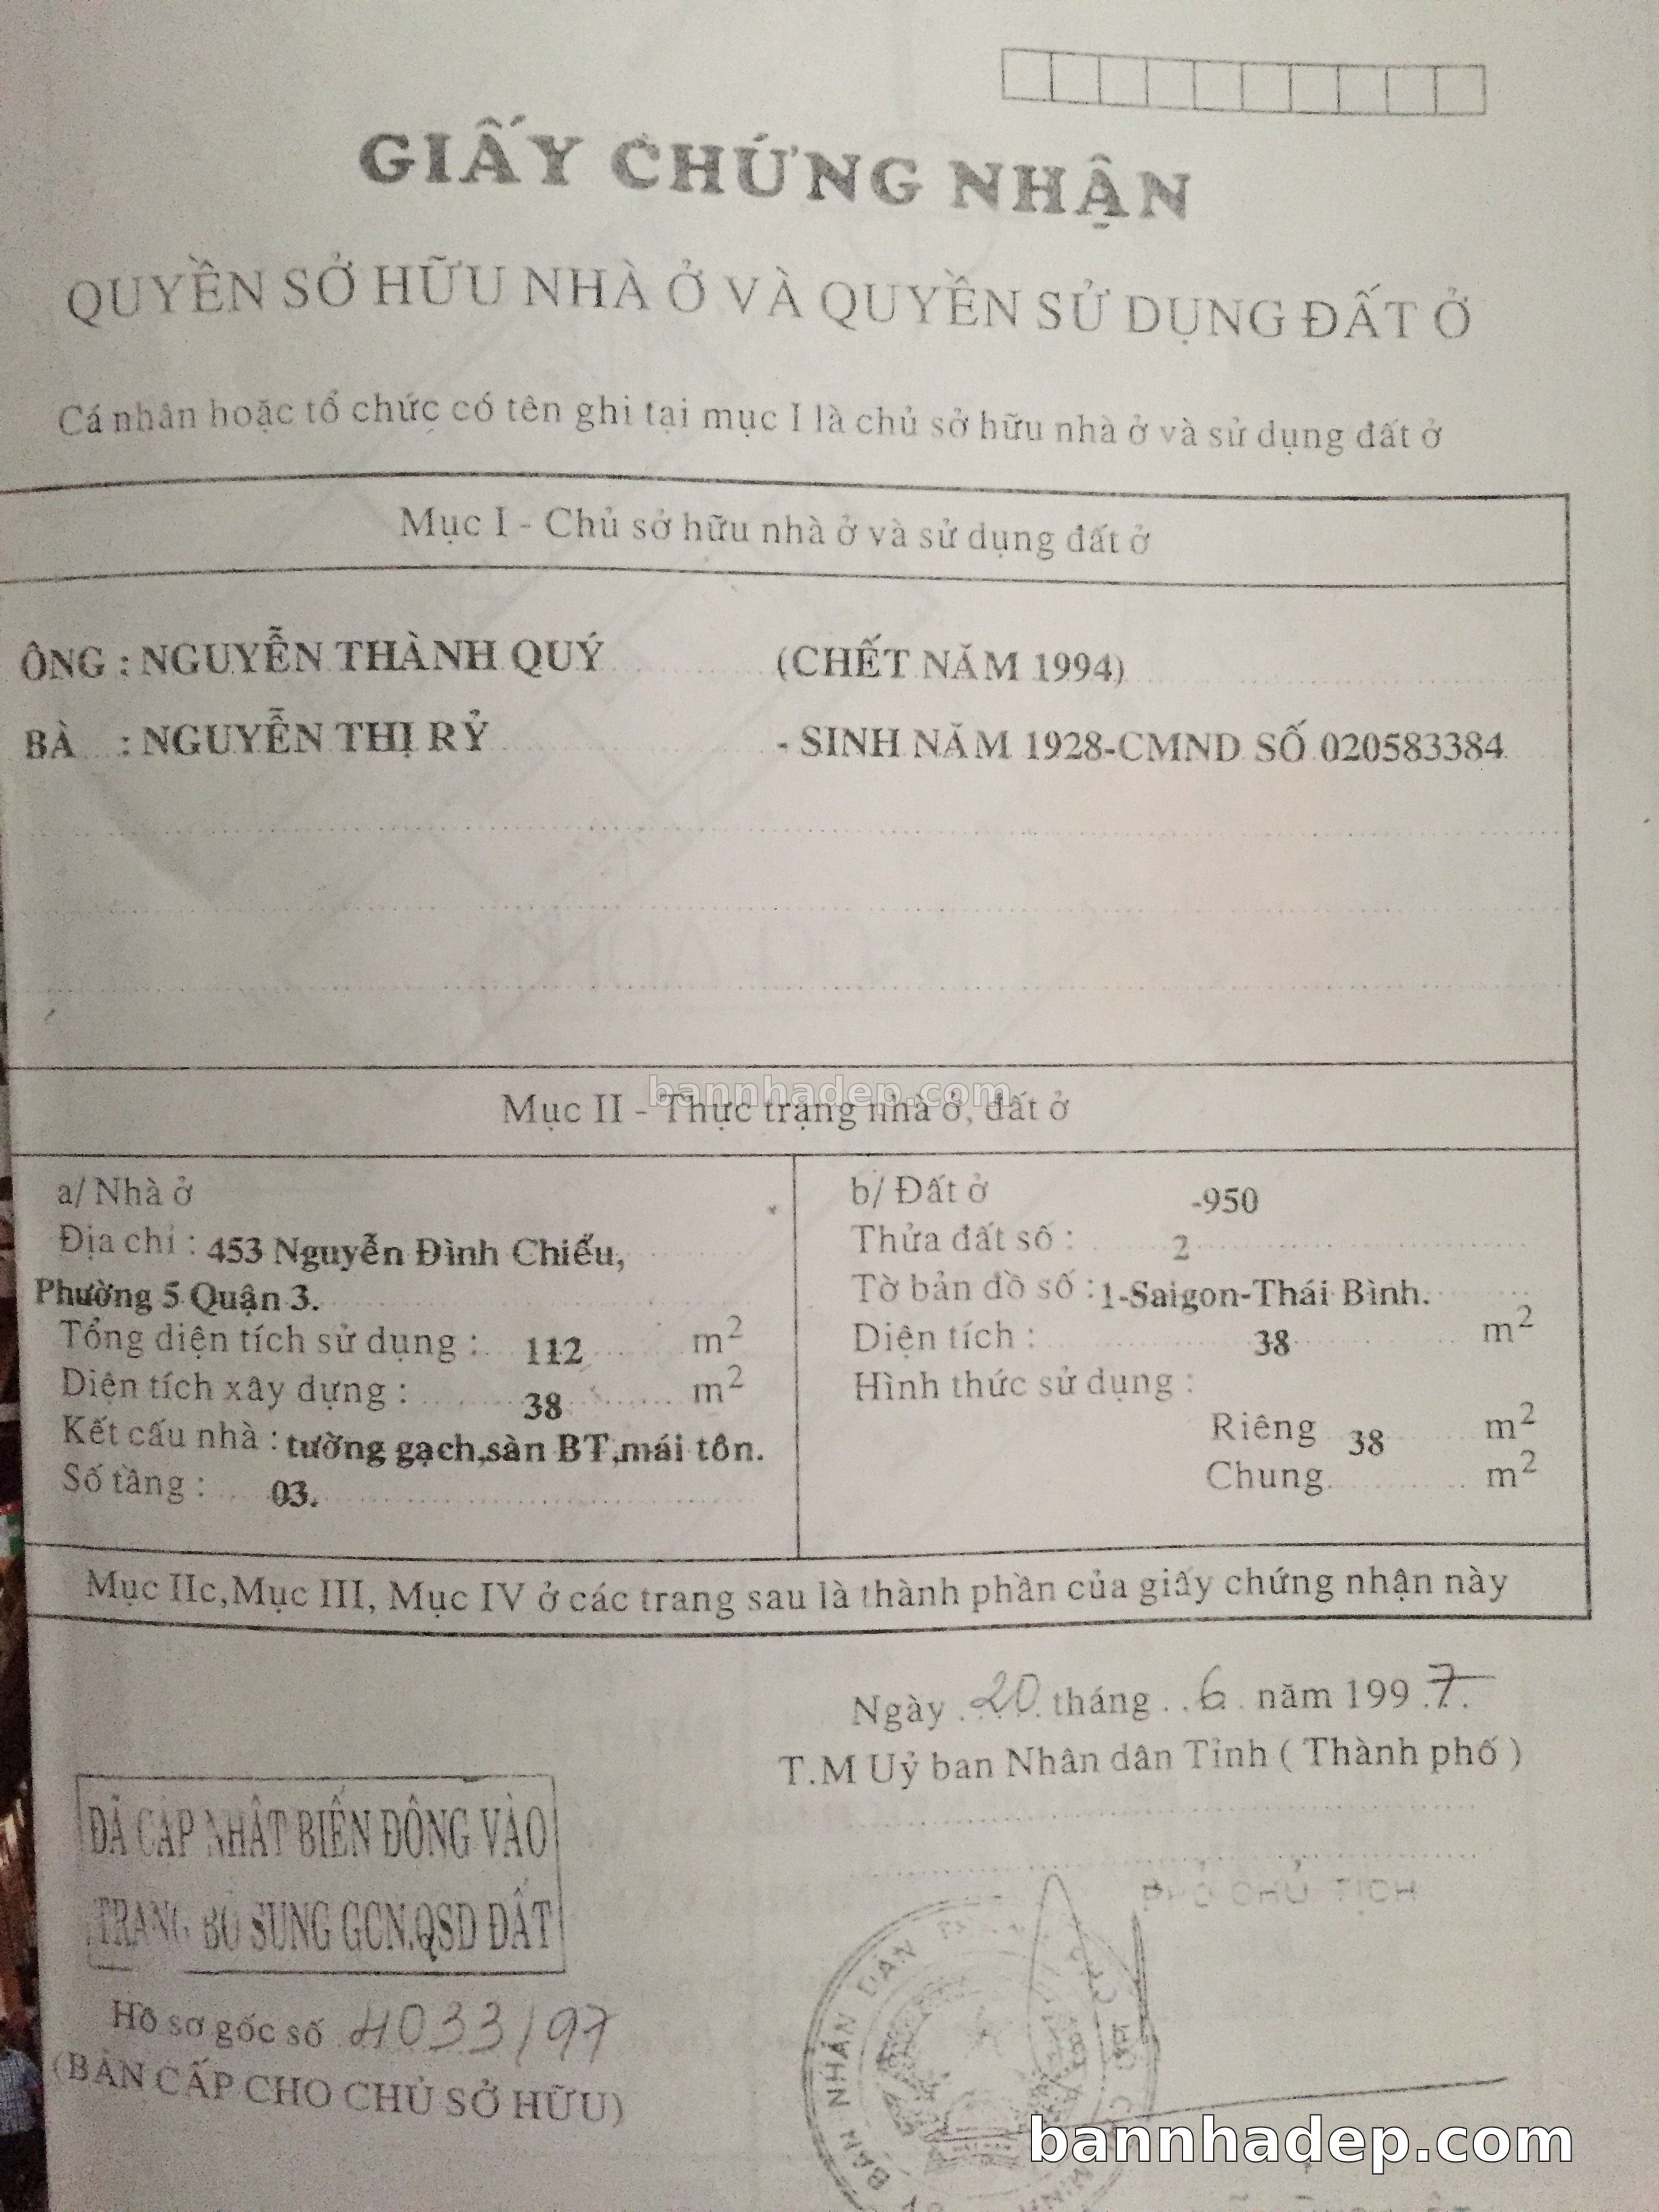 GIẤY CHỨNG NHẬN
QUYỀN SỞ HỮU NHÀ Ở VÀ QUYỀN SỬ DỤNG ĐẤT Ở
Cá nhân hoặc tổ chức có tên ghi tại mục I là chủ sở hữu nhà ở và sử dụng đất ở
Mục I - Chủ sở hữu nhà ở và sử dụng đất ở
ÔNG : NGUYỄN THÀNH QUÝ (CHẾT NĂM 1994)
BÀ : NGUYỄN THỊ RỶ - SINH NĂM 1928-CMND SỐ 020583384
bannhadep.com
Mục II - Thực trạng nhà ở, đất ở
a/ Nhà ở
Địa chỉ : 453 Nguyễn Đình Chiểu,
Phường 5 Quận 3.
Tổng diện tích sử dụng : 112 m2
Diện tích xây dựng : 38 m2
Kết cấu nhà : tường gạch,sàn BT,mái tôn.
Số tầng : 03.
b/ Đất ở -950
Thửa đất số : 2
Tờ bản đồ số : 1-Saigon-Thái Bình.
Diện tích : 38 m2
Hình thức sử dụng :
Riêng 38 m2
Chung m2
Mục IIc,Mục III, Mục IV ở các trang sau là thành phần của giấy chứng nhận này
Ngày 20 tháng 6 năm 1997
T.M Uỷ ban Nhân dân Tỉnh ( Thành phố )
PHÓ CHỦ TỊCH
ĐÃ CẬP NHẬT BIẾN ĐỘNG VÀO
TRANG BỔ SUNG GCN.QSD ĐẤT
Hồ sơ gốc số 4033/97
(BẢN CẤP CHO CHỦ SỞ HỮU)
BAN NHÂN DÂN
bannhadep.com